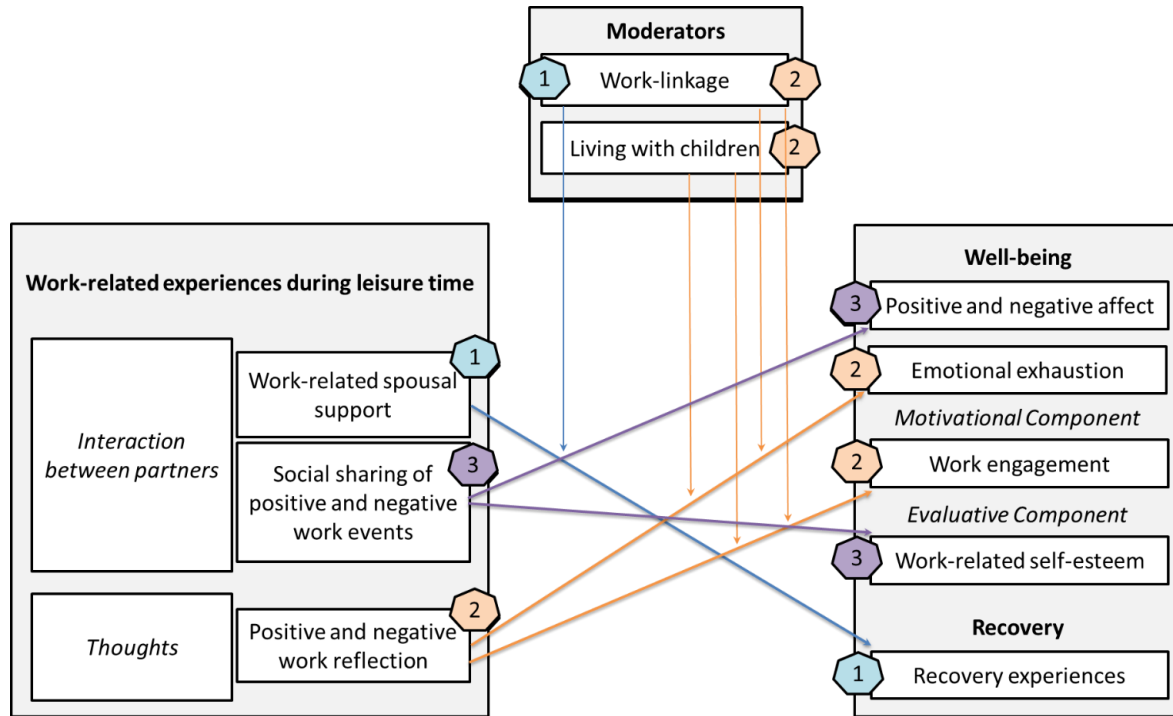 Moderators
1
Work-linkage
2
Living with children
2
Work-related experiences during leisure time
Interaction
between partners
Work-related spousal
support
1
Social sharing of
positive and negative
work events
3
Thoughts
Positive and negative
work reflection
2
Well-being
3
Positive and negative affect
2
Emotional exhaustion
Motivational Component
2
Work engagement
Evaluative Component
3
Work-related self-esteem
Recovery
1
Recovery experiences